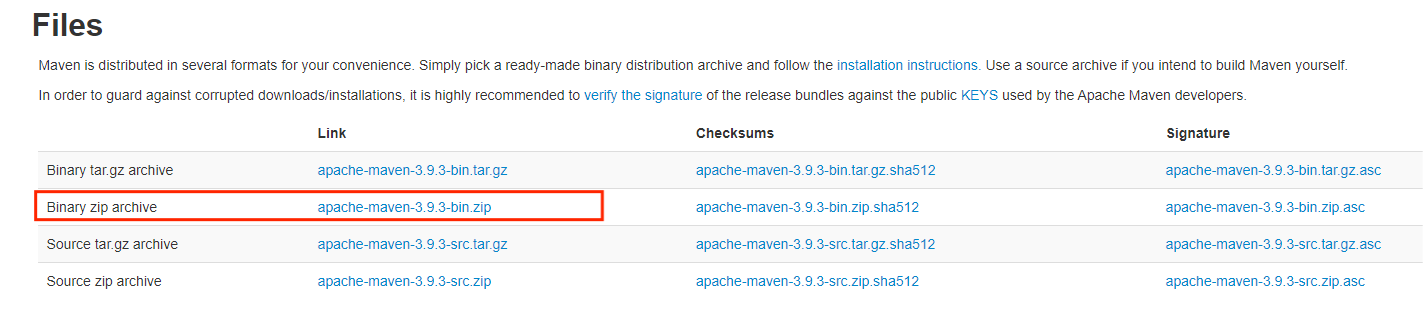 Files
Maven is distributed in several formats for your convenience. Simply pick a ready-made binary distribution archive and follow the installation instructions. Use a source archive if you intend to build Maven yourself.
In order to guard against corrupted downloads/installations, it is highly recommended to verify the signature of the release bundles against the public KEYS used by the Apache Maven developers.
Link Checksums Signature
Binary tar.gz archive apache-maven-3.9.3-bin.tar.gz apache-maven-3.9.3-bin.tar.gz.sha512 apache-maven-3.9.3-bin.tar.gz.asc
Binary zip archive apache-maven-3.9.3-bin.zip apache-maven-3.9.3-bin.zip.sha512 apache-maven-3.9.3-bin.zip.asc
Source tar.gz archive apache-maven-3.9.3-src.tar.gz apache-maven-3.9.3-src.tar.gz.sha512 apache-maven-3.9.3-src.tar.gz.asc
Source zip archive apache-maven-3.9.3-src.zip apache-maven-3.9.3-src.zip.sha512 apache-maven-3.9.3-src.zip.asc